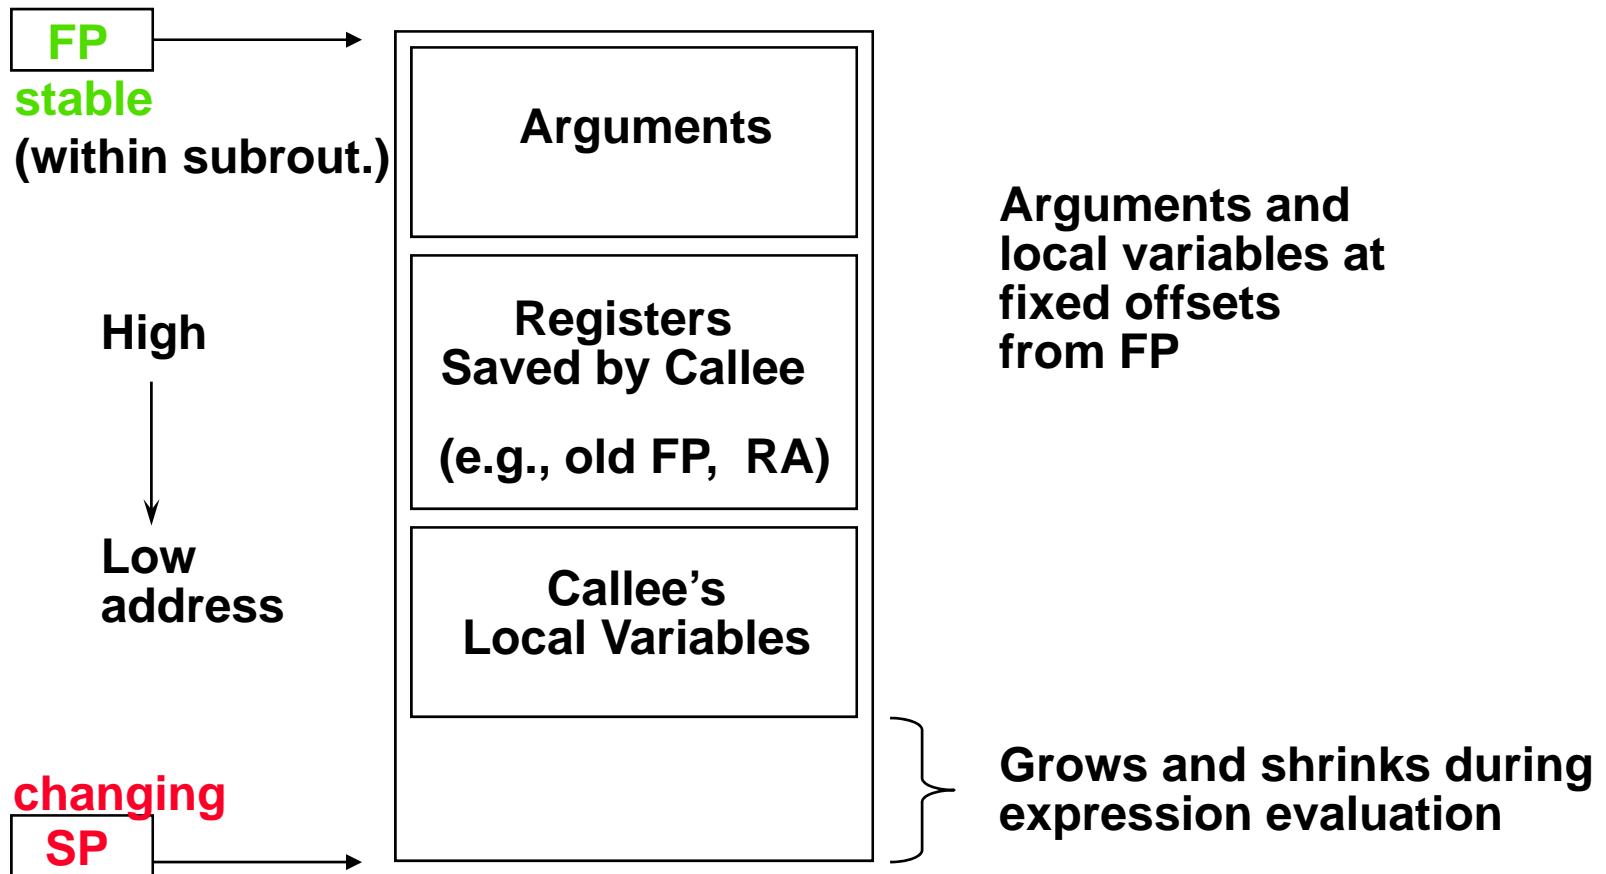 FP
stable
(within subrout.)
High
Low
address
changing
SP
Arguments
Registers
Saved by Callee
(e.g., old FP, RA)
Callee’s
Local Variables
Arguments and
local variables at
fixed offsets
from FP
Grows and shrinks during
expression evaluation